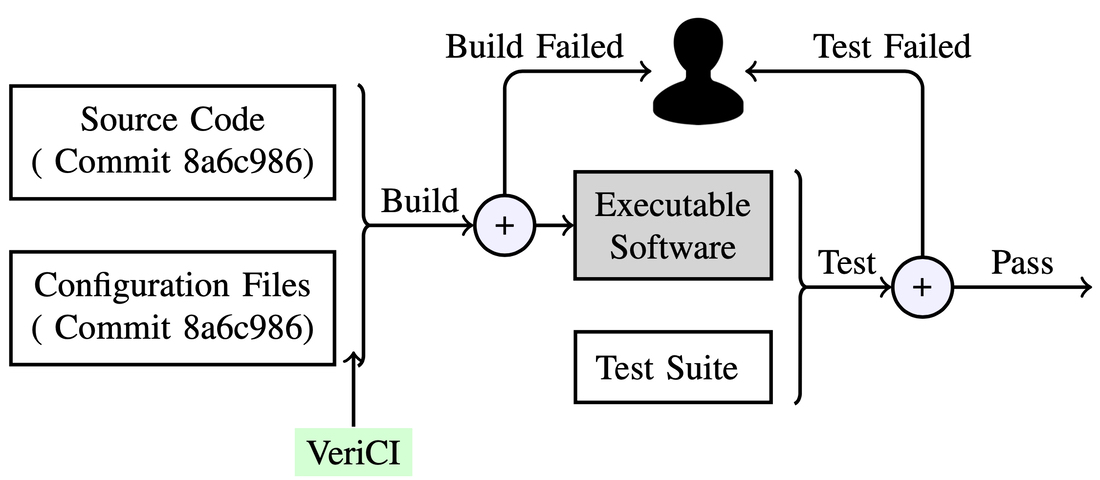 Build Failed
Test Failed
Source Code
( Commit 8a6c986)
Build
+
Executable
Software
Configuration Files
( Commit 8a6c986)
Test
+
Pass
Test Suite
VeriCI